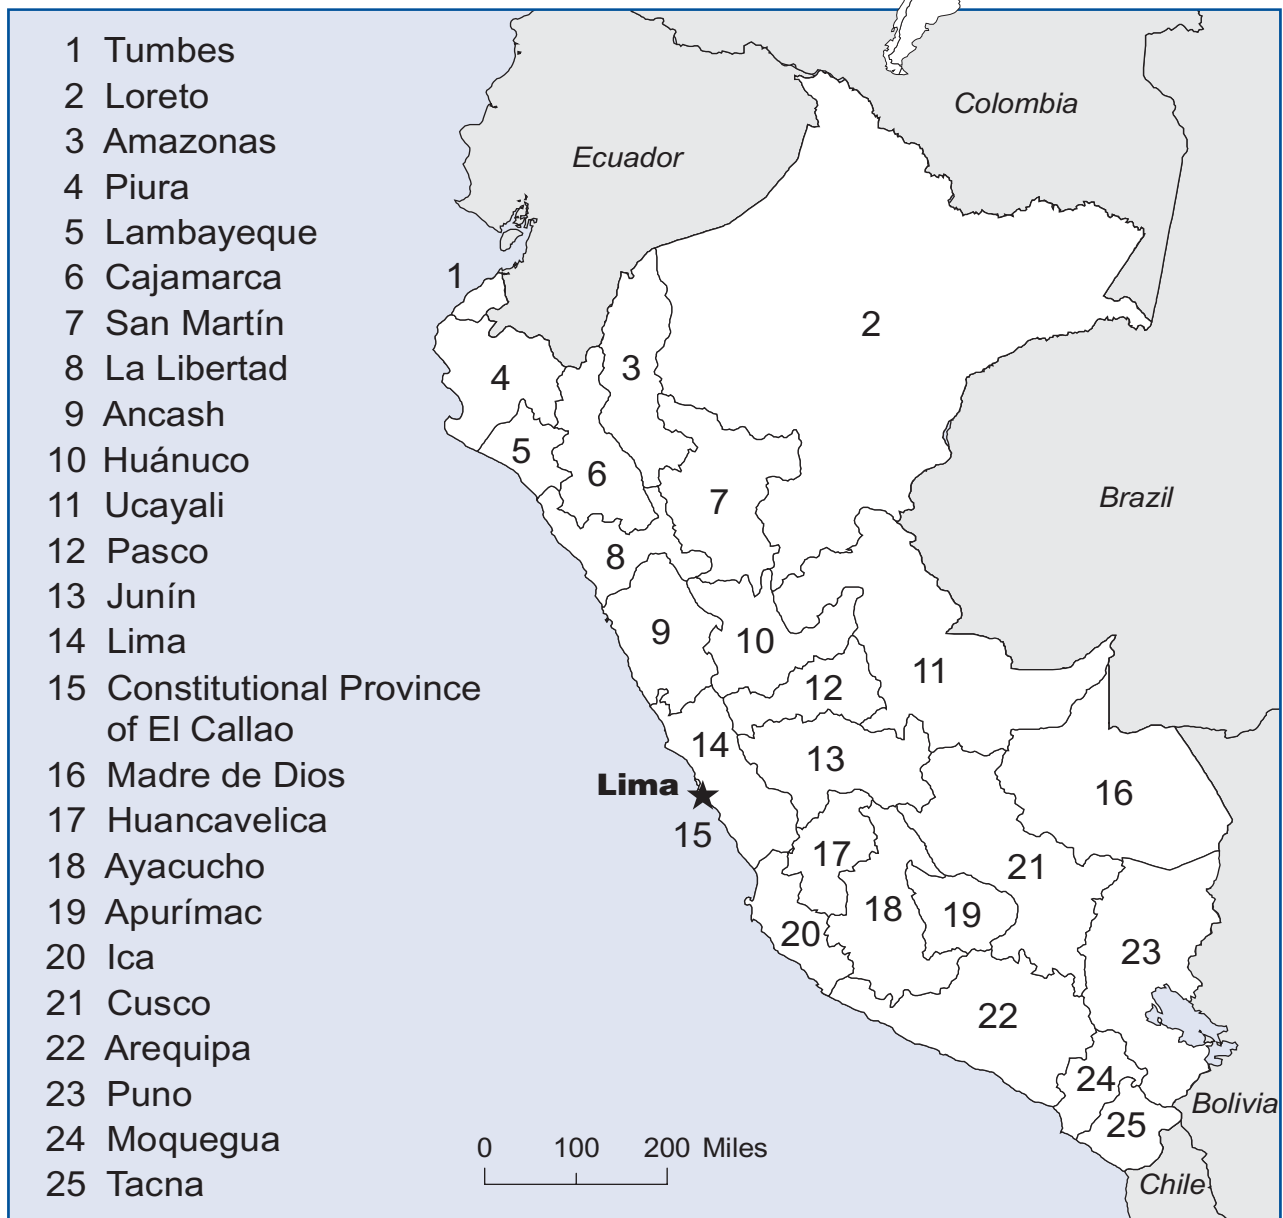 1 Tumbes
2 Loreto
3 Amazonas
4 Piura
5 Lambayeque
6 Cajamarca
7 San Martín
8 La Libertad
9 Ancash
10 Huánuco
11 Ucayali
12 Pasco
13 Junín
14 Lima
15 Constitutional Province
of El Callao
16 Madre de Dios
17 Huancavelica
18 Ayacucho
19 Apurímac
20 Ica
21 Cusco
22 Arequipa
23 Puno
24 Moquegua
25 Tacna
Colombia
Ecuador
1
2
3
4
5
6
7
Brazil
8
9
10
11
12
14
13
Lima
16
15
17
21
18
19
20
23
22
24
Bolivia
25
0 100 200 Miles
Chile